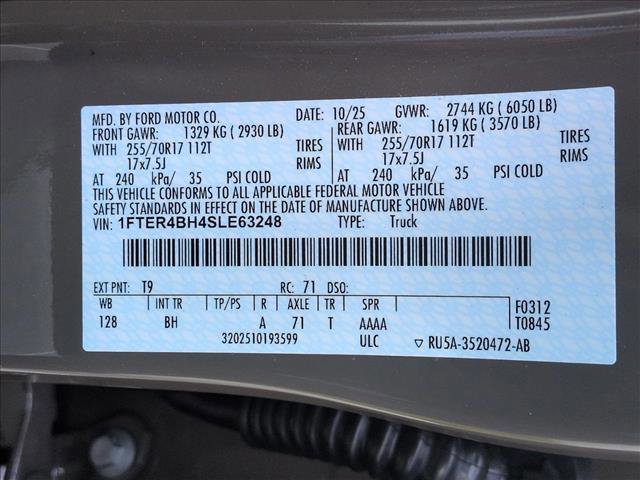 MFD. BY FORD MOTOR CO. DATE: 10/25 GVWR: 2744 KG ( 6050 LB)
FRONT GAWR: 1329 KG ( 2930 LB) REAR GAWR: 1619 KG ( 3570 LB)
WITH 255/70R17 112T TIRES WITH 255/70R17 112T TIRES
17x7.5J RIMS 17x7.5J RIMS
AT 240 kPa/ 35 PSI COLD AT 240 kPa/ 35 PSI COLD
THIS VEHICLE CONFORMS TO ALL APPLICABLE FEDERAL MOTOR VEHICLE
SAFETY STANDARDS IN EFFECT ON THE DATE OF MANUFACTURE SHOWN ABOVE.
VIN: 1FTER4BH4SLE63248 TYPE: Truck
EXT PNT: T9 RC: 71 DSO:
WB INT TR TP/PS R AXLE TR SPR F0312
128 BH A 71 T AAAA T0845
3202510193599 ULC ▽ RU5A-3520472-AB